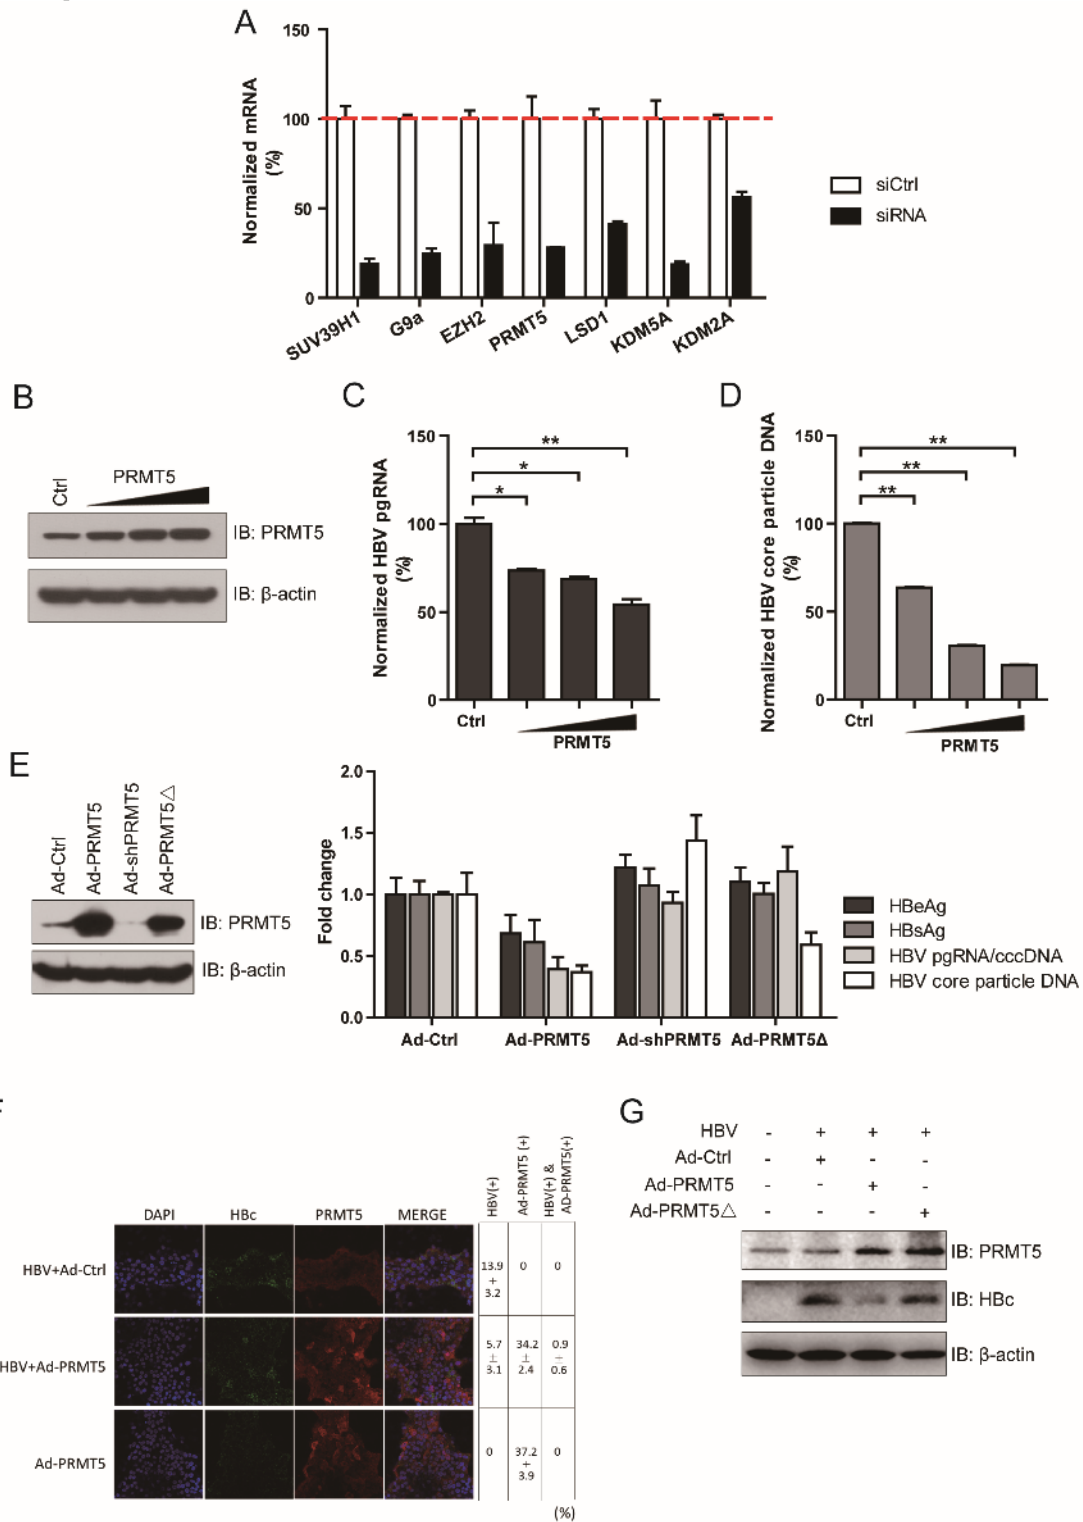 A
150
100
50
0
Normalized mRNA
(%)
siCtrl
siRNA
SUV39H1
G9a
EZH2
PRMT5
LSD1
KDM5A
KDM2A
B
Ctrl
PRMT5
IB: PRMT5
IB: β-actin
C
150
100
50
0
Normalized HBV pgRNA
(%)
**
*
*
Ctrl
PRMT5
D
150
100
50
0
Normalized HBV core particle DNA
(%)
**
**
**
Ctrl
PRMT5
E
Ad-Ctrl
Ad-PRMT5
Ad-shPRMT5
Ad-PRMT5△
IB: PRMT5
IB: β-actin
2.0
1.5
1.0
0.5
0.0
Fold change
Ad-Ctrl
Ad-PRMT5
Ad-shPRMT5
Ad-PRMT5Δ
HBeAg
HBsAg
HBV pgRNA/cccDNA
HBV core particle DNA
DAPI
HBc
PRMT5
MERGE
HBV(+)
Ad-PRMT5 (+)
HBV(+) &
AD-PRMT5(+)
HBV+Ad-Ctrl
13.9
+
3.2
0
0
HBV+Ad-PRMT5
5.7
±
3.1
34.2
±
2.4
0.9
±
0.6
Ad-PRMT5
0
37.2
+
3.9
0
(%)
G
HBV - + + +
Ad-Ctrl - + - -
Ad-PRMT5 - - + -
Ad-PRMT5△ - - - +
IB: PRMT5
IB: HBc
IB: β-actin